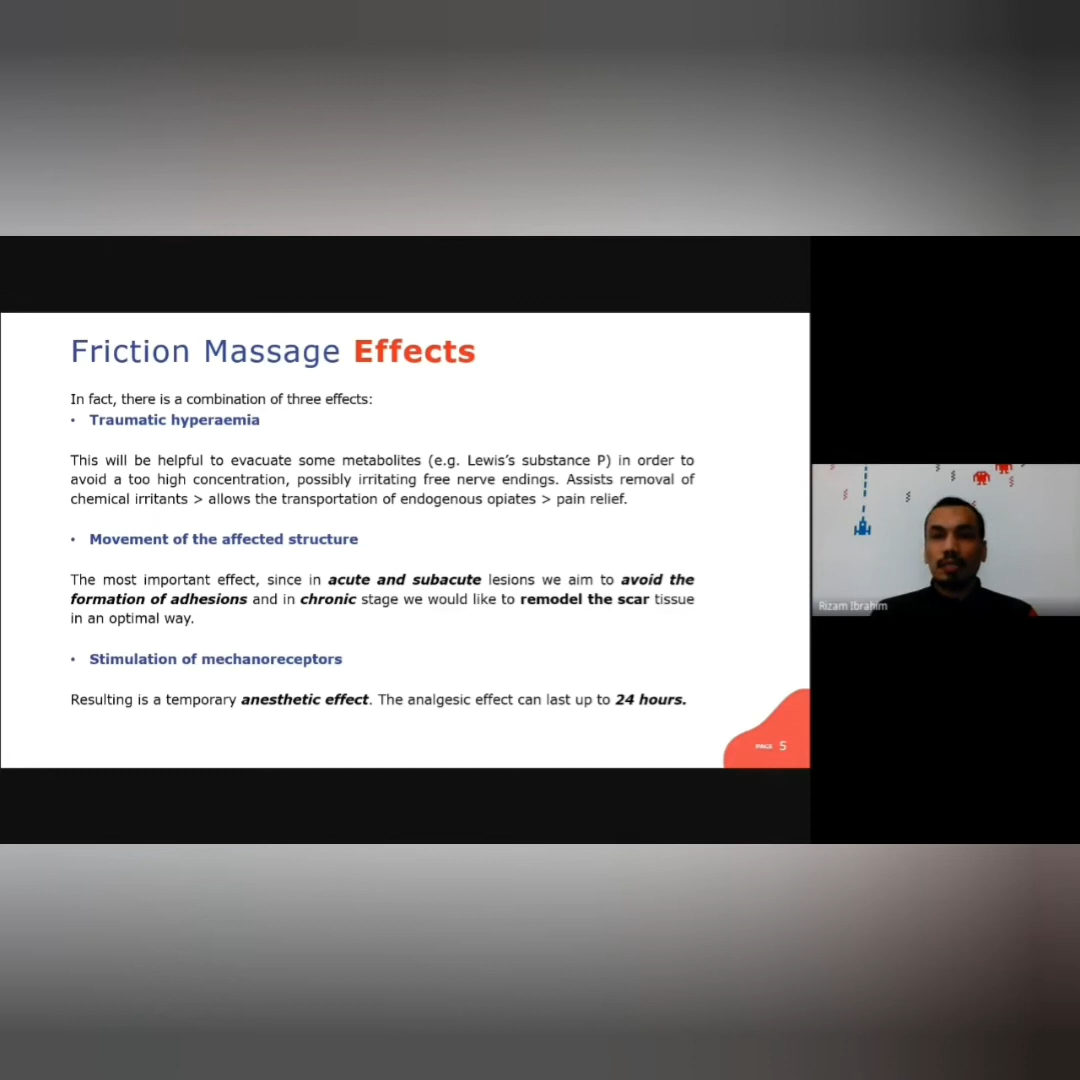 Friction Massage Effects
In fact, there is a combination of three effects:
• Traumatic hyperaemia
This will be helpful to evacuate some metabolites (e.g. Lewis's substance P) in order to
avoid a too high concentration, possibly irritating free nerve endings. Assists removal of
chemical irritants > allows the transportation of endogenous opiates > pain relief.
• Movement of the affected structure
The most important effect, since in acute and subacute lesions we aim to avoid the
formation of adhesions and in chronic stage we would like to remodel the scar tissue
in an optimal way.
• Stimulation of mechanoreceptors
Resulting is a temporary anesthetic effect. The analgesic effect can last up to 24 hours.
PAGE 5
Rizam Ibrahim